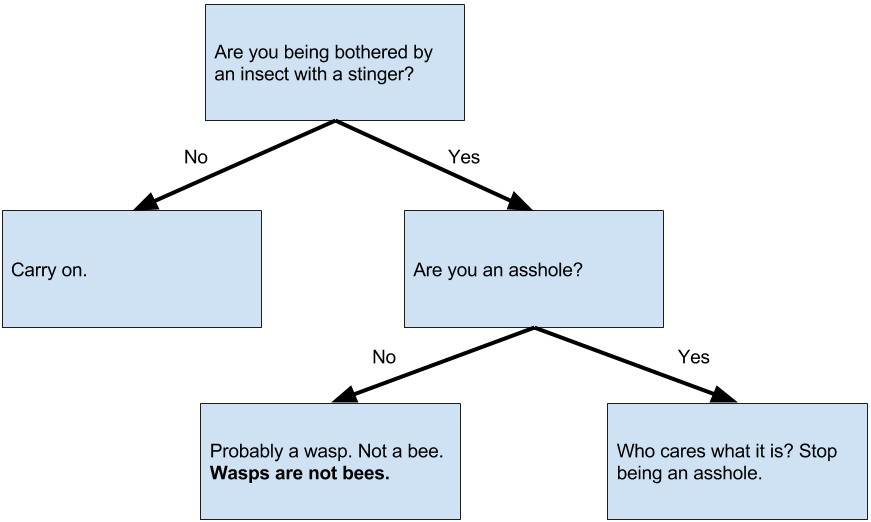 Are you being bothered by
an insect with a stinger?
No
Yes
Carry on.
Are you an asshole?
No
Yes
Probably a wasp. Not a bee.
Wasps are not bees.
Who cares what it is? Stop
being an asshole.